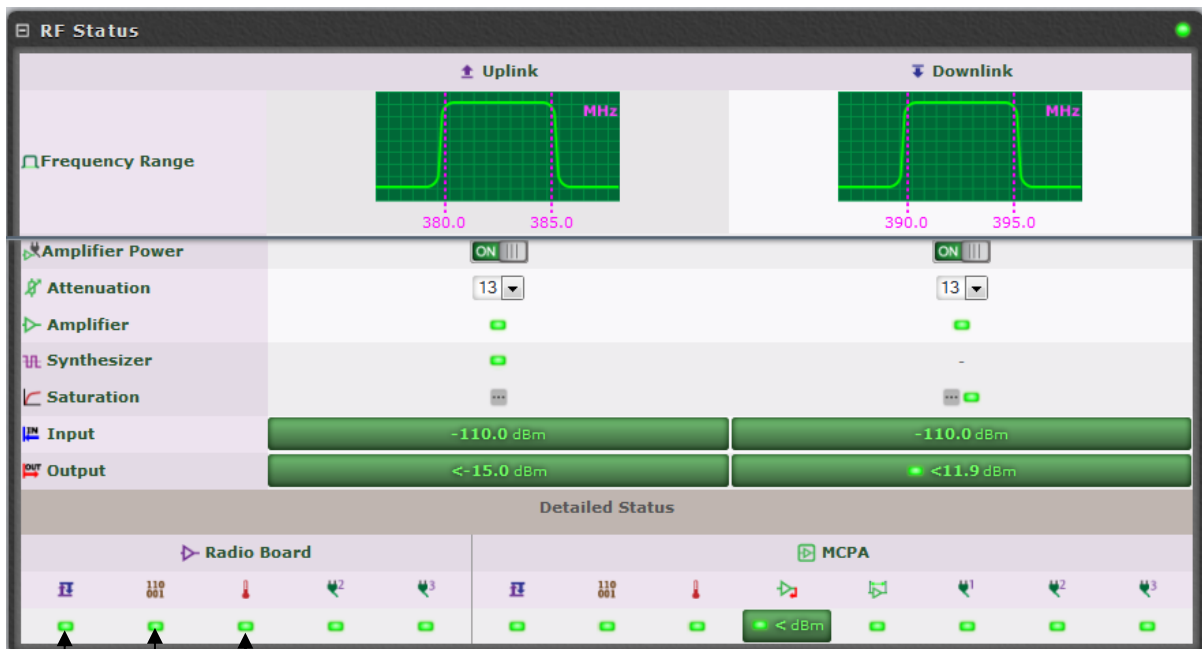 RF Status
Uplink Downlink
Frequency Range
MHz MHz
380.0 385.0 390.0 395.0
Amplifier Power ON ON
Attenuation 13 13
Amplifier
Synthesizer -
Saturation ... ...
IN Input -110.0 dBm -110.0 dBm
OUT Output <-15.0 dBm <11.9 dBm
Detailed Status
Radio Board MCPA
110 001 2 3 110 001 1 2 3
< dBm